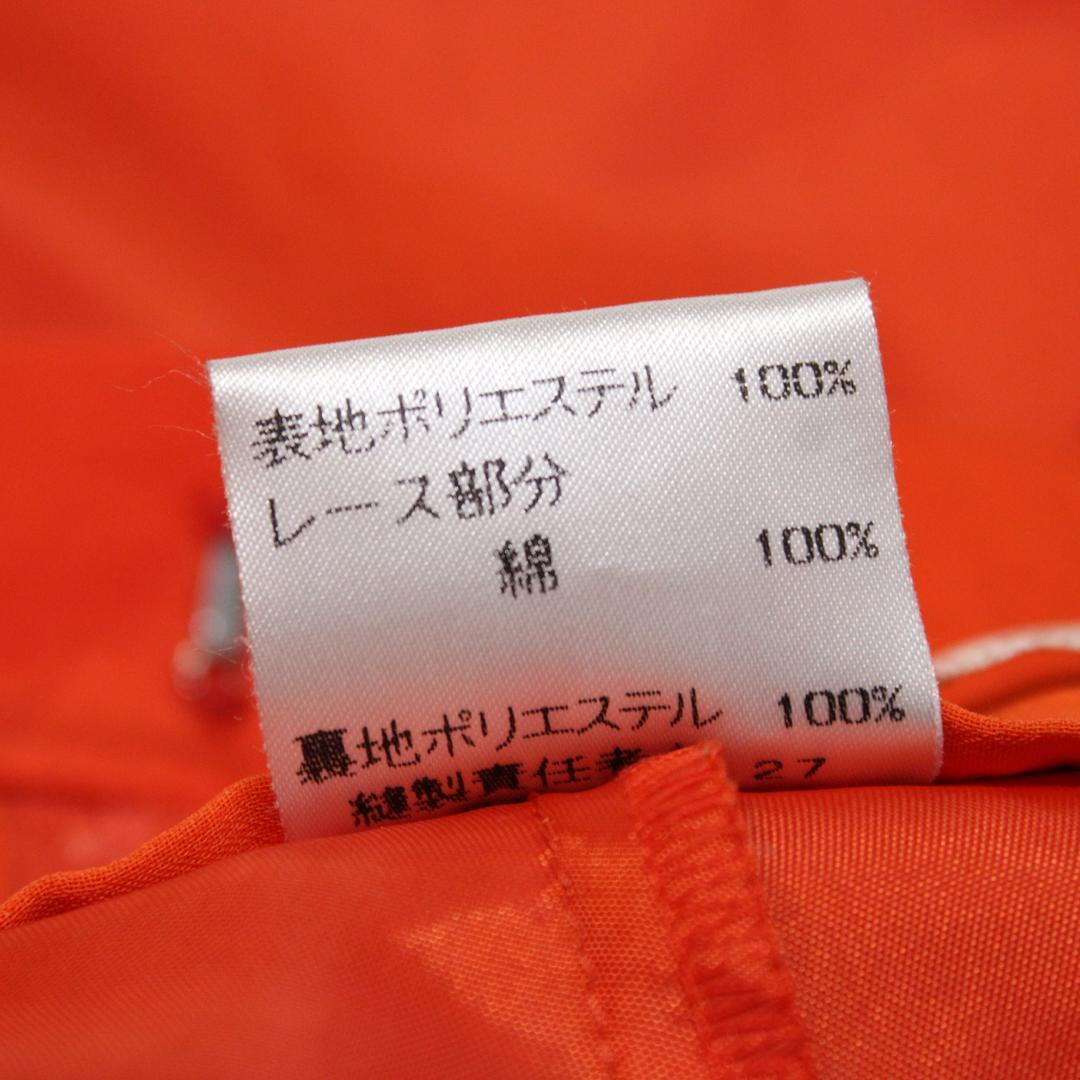 表地ポリエステル 100%
レース部分
綿 100%
裏地ポリエステル 100%
縫製責任者 27